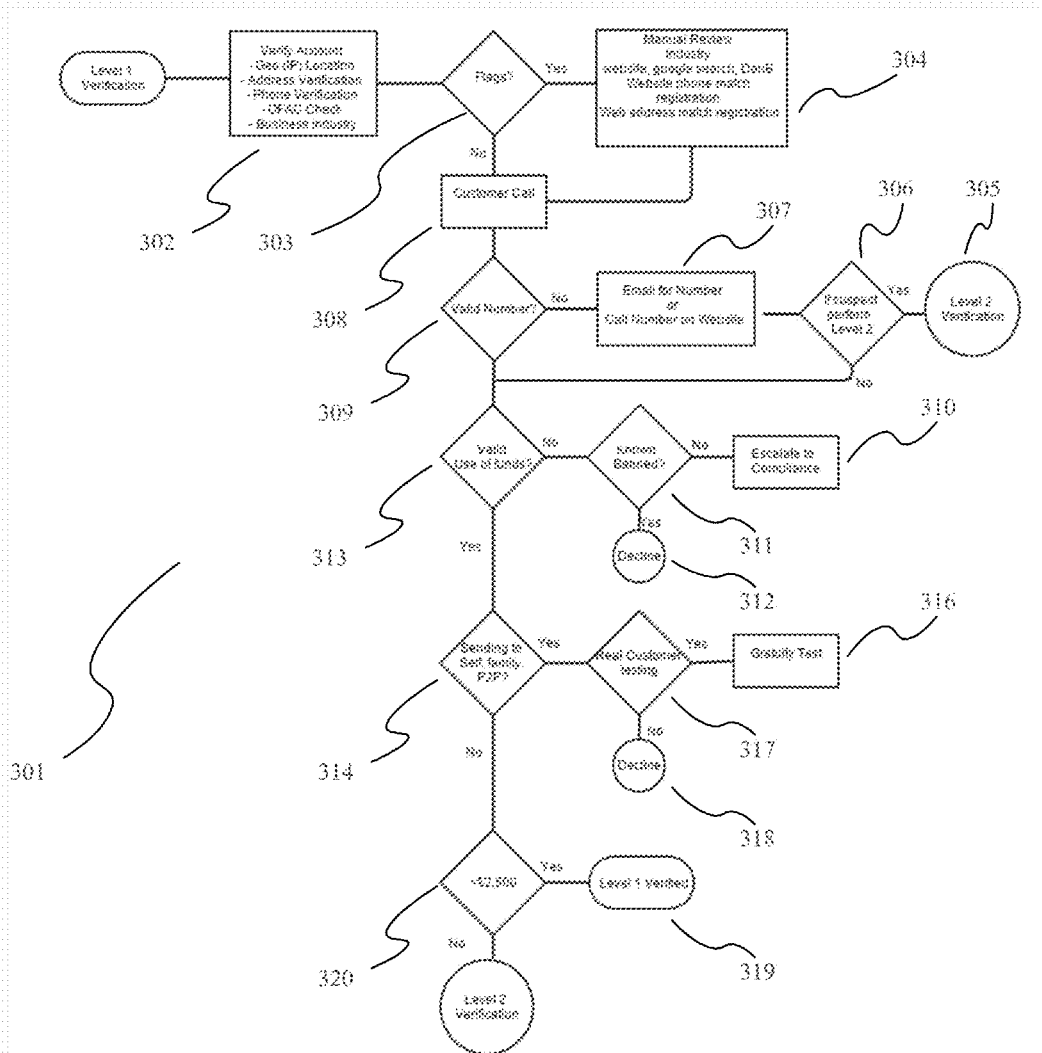 Level 1
Verification
Verify Account
- Geo (IP) Location
- Address Verification
- Phone Verification
- OFAC Check
- Business Industry
302
Flags?
Yes
No
303
Manual Review
Industry
website, google search, DanB
Website phone match
registration
Web address match registration
304
Customer Call
308
Valid Number?
No
309
Email for Number
or
Call Number on Website
307
If suspect
perform
Level 2
Yes
No
306
Level 2
Verification
305
Valid
Use of funds?
No
Yes
313
Known
Banned?
No
Yes
311
Escalate to
Compliance
310
Decline
312
Sending to
Self, family,
P2P?
Yes
No
314
Real Customer
testing
Yes
No
317
Gratuity Test
316
Decline
318
301
<$2,500
Yes
No
320
Level 1 Verified
319
Level 2
Verification